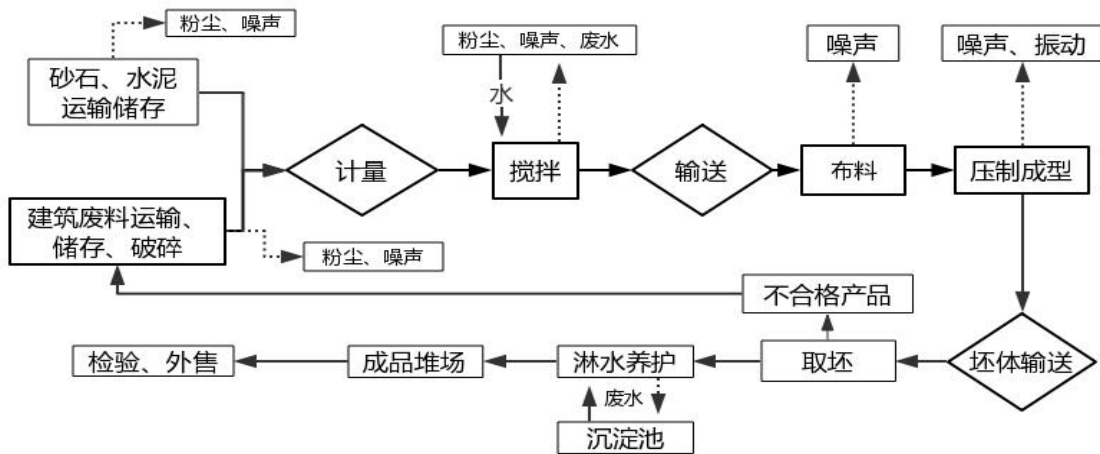 粉尘、噪声
砂石、水泥
运输储存
粉尘、噪声、废水
水
噪声
噪声、振动
计量
搅拌
输送
布料
压制成型
建筑废料运输、
储存、破碎
粉尘、噪声
不合格产品
检验、外售
成品堆场
淋水养护
取坯
坯体输送
废水
沉淀池